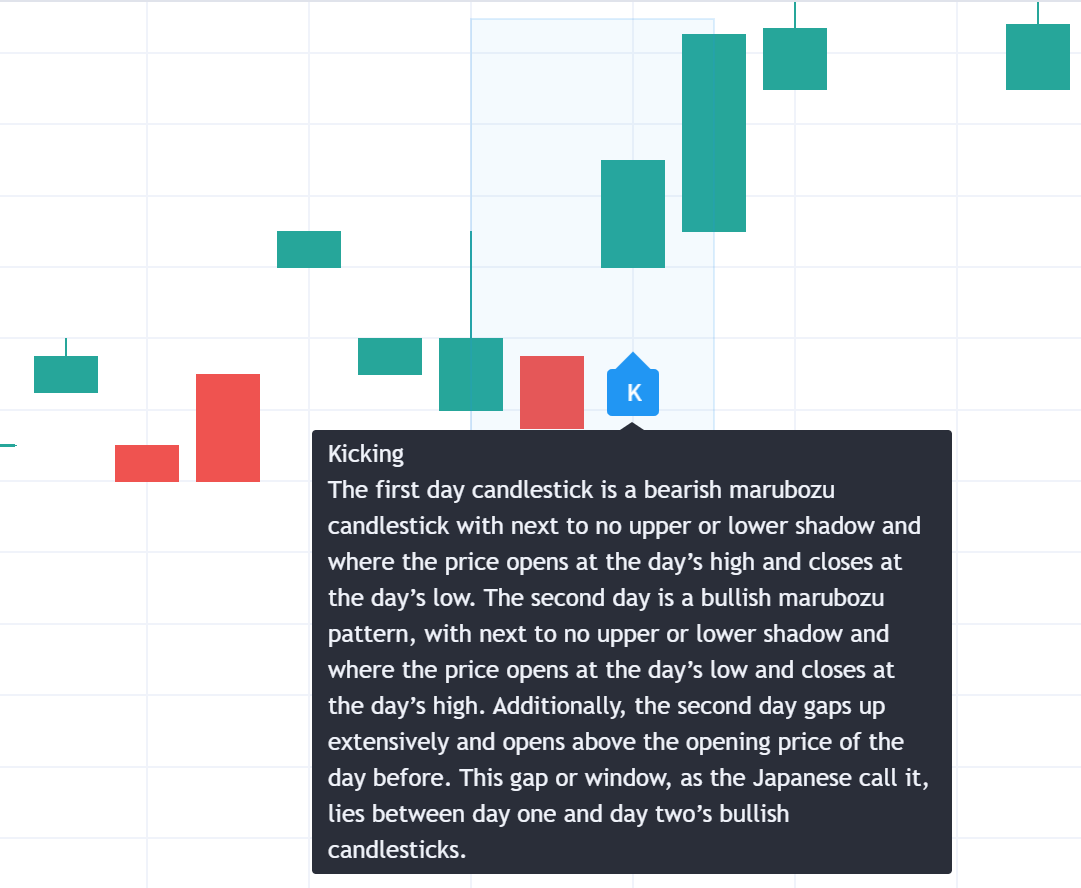 K
Kicking
The first day candlestick is a bearish marubozu
candlestick with next to no upper or lower shadow and
where the price opens at the day’s high and closes at
the day’s low. The second day is a bullish marubozu
pattern, with next to no upper or lower shadow and
where the price opens at the day’s low and closes at
the day’s high. Additionally, the second day gaps up
extensively and opens above the opening price of the
day before. This gap or window, as the Japanese call it,
lies between day one and day two’s bullish
candlesticks.